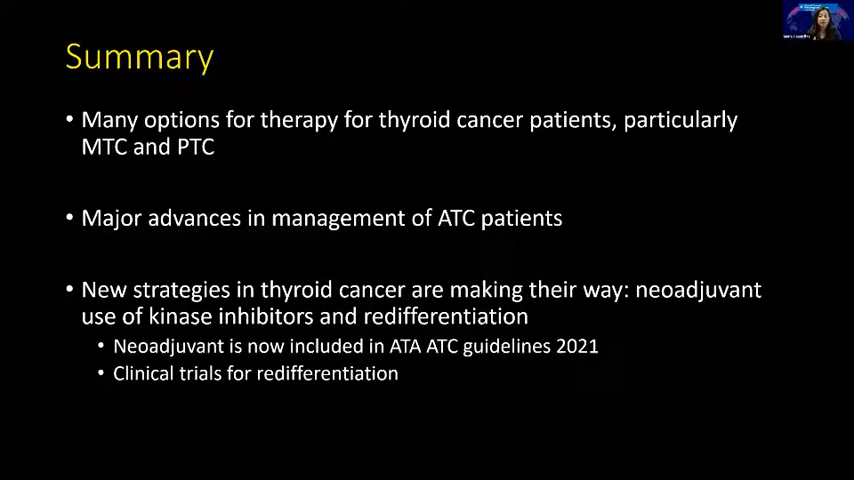 Summary
• Many options for therapy for thyroid cancer patients, particularly
MTC and PTC
• Major advances in management of ATC patients
• New strategies in thyroid cancer are making their way: neoadjuvant
use of kinase inhibitors and redifferentiation
• Neoadjuvant is now included in ATA ATC guidelines 2021
• Clinical trials for redifferentiation